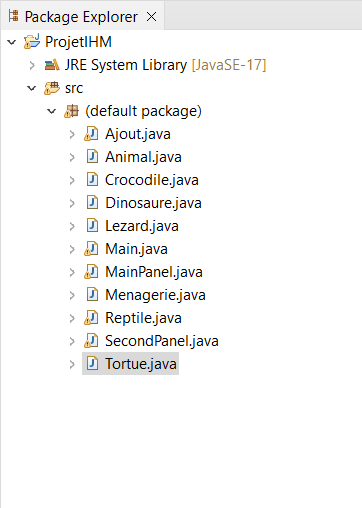 Package Explorer
ProjetIHM
JRE System Library [JavaSE-17]
src
(default package)
Ajout.java
Animal.java
Crocodile.java
Dinosaure.java
Lezard.java
Main.java
MainPanel.java
Menagerie.java
Reptile.java
SecondPanel.java
Tortue.java